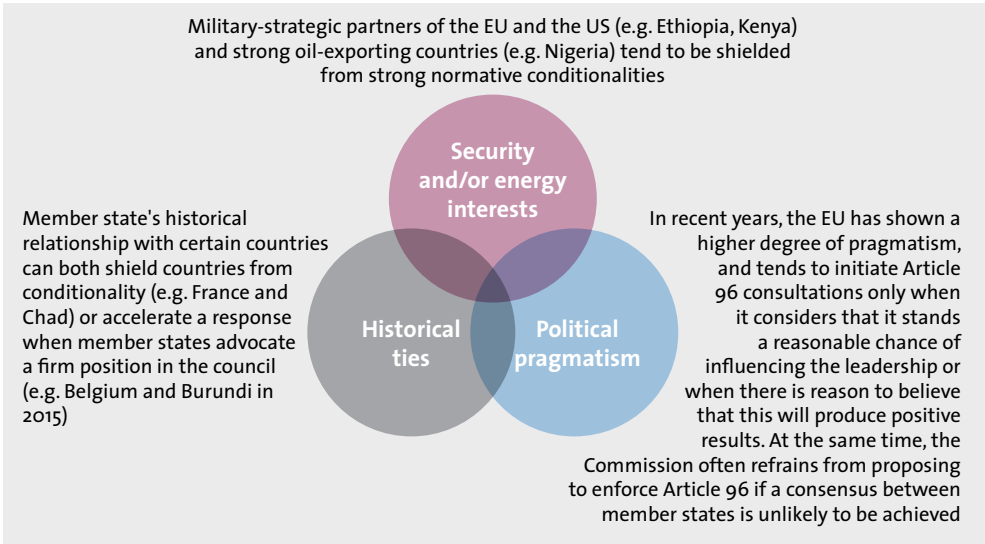 Military-strategic partners of the EU and the US (e.g. Ethiopia, Kenya)
and strong oil-exporting countries (e.g. Nigeria) tend to be shielded
from strong normative conditionalities
Security
and/or energy
interests
Member state's historical
relationship with certain countries
can both shield countries from
conditionality (e.g. France and
Chad) or accelerate a response
when member states advocate
a firm position in the council
(e.g. Belgium and Burundi in
2015)
Historical
ties
Political
pragmatism
In recent years, the EU has shown a
higher degree of pragmatism,
and tends to initiate Article
96 consultations only when
it considers that it stands
a reasonable chance of
influencing the leadership or
when there is reason to believe
that this will produce positive
results. At the same time, the
Commission often refrains from proposing
to enforce Article 96 if a consensus between
member states is unlikely to be achieved